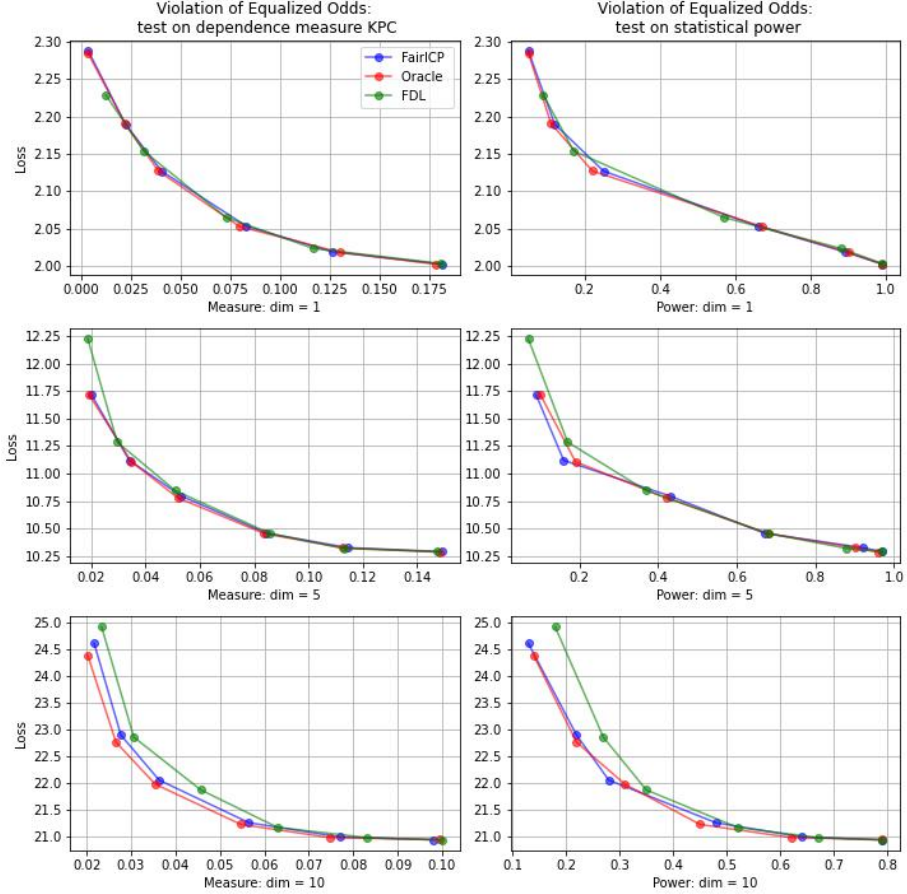 Violation of Equalized Odds:
test on dependence measure KPC
Violation of Equalized Odds:
test on statistical power
2.30
2.25
2.20
2.15
2.10
2.05
2.00
Loss
FairICP
Oracle
FDL
0.000 0.025 0.050 0.075 0.100 0.125 0.150 0.175
Measure: dim = 1
2.30
2.25
2.20
2.15
2.10
2.05
2.00
0.2 0.4 0.6 0.8 1.0
Power: dim = 1
12.25
12.00
11.75
11.50
11.25
11.00
10.75
10.50
10.25
Loss
0.02 0.04 0.06 0.08 0.10 0.12 0.14
Measure: dim = 5
12.25
12.00
11.75
11.50
11.25
11.00
10.75
10.50
10.25
0.2 0.4 0.6 0.8 1.0
Power: dim = 5
25.0
24.5
24.0
23.5
23.0
22.5
22.0
21.5
21.0
Loss
0.02 0.03 0.04 0.05 0.06 0.07 0.08 0.09 0.10
Measure: dim = 10
25.0
24.5
24.0
23.5
23.0
22.5
22.0
21.5
21.0
0.1 0.2 0.3 0.4 0.5 0.6 0.7 0.8
Power: dim = 10